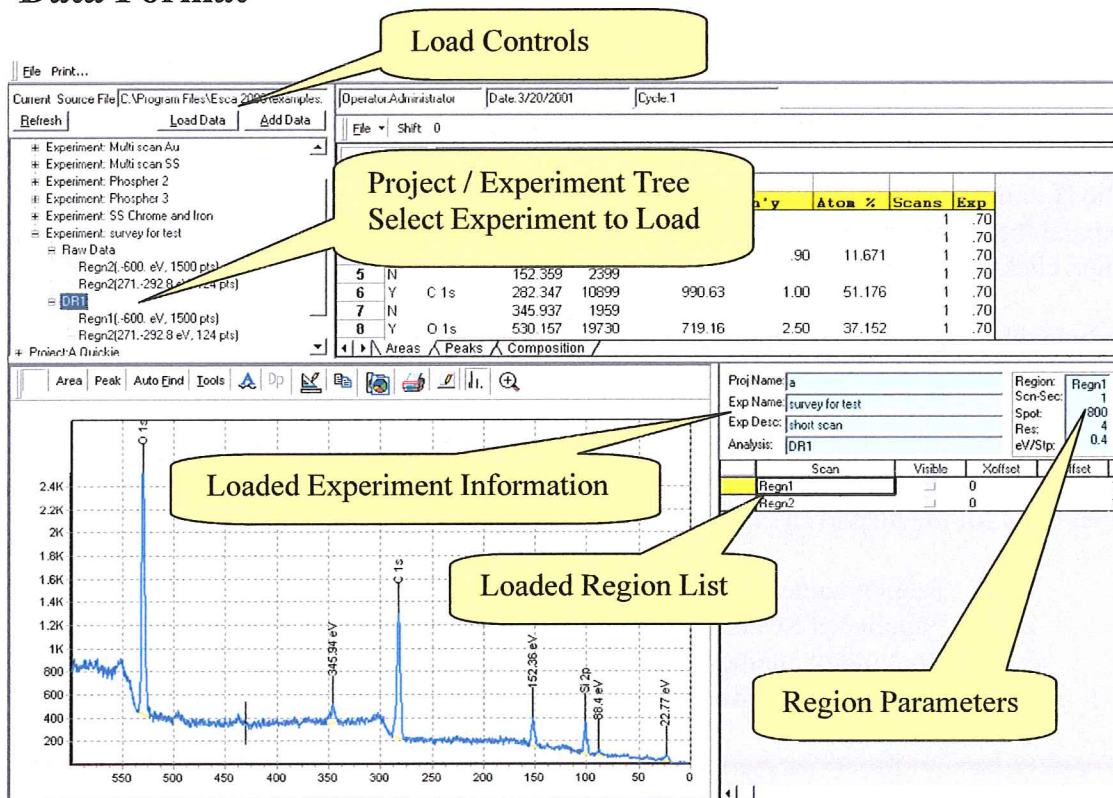 Data Format
Load Controls
File Print...
Current Source File C:\Program Files\Esca 2000\examples.
Refresh Load Data Add Data
Experiment: Multi scan Au
Experiment: Multi scan SS
Experiment: Phospher 2
Experiment: Phospher 3
Experiment: SS Chrome and Iron
Experiment: survey for test
Raw Data
Regn2(.-600. eV, 1500 pts)
Regn2(271.-292.8 eV, 124 pts)
DR1
Regn1(.-600. eV, 1500 pts)
Regn2(271.-292.8 eV, 124 pts)
Project:A Quickie
Operator:Administrator Date:3/20/2001 Cycle:1
File Shift 0
Project / Experiment Tree
Select Experiment to Load
n'y Atom % Scans Exp
1 .70
1 .70
.90 11.671 1 .70
5 N 152.359 2399 1 .70
6 Y C 1s 282.347 10899 990.63 1.00 51.176 1 .70
7 N 345.937 1959 1 .70
8 Y O 1s 530.157 19730 719.16 2.50 37.152 1 .70
Areas Peaks Composition
Area Peak Auto Find Tools A Dp
Proj Name: a
Exp Name: survey for test
Exp Desc: short scan
Analysis: DR1
Region: Regn1
Scn-Sec: 1
Spot: 800
Res: 4
eV/Stp: 0.4
Scan Visible Xoffset ffset
Regn1 0
Regn2 0
Loaded Experiment Information
Loaded Region List
Region Parameters
O 1s
345.94 eV
C 1s
152.36 eV
Si 2p
88.4 eV
22.77 eV
2.4K
2.2K
2K
1.8K
1.6K
1.2K
1K
800
600
400
200
550 500 450 400 350 300 250 200 150 100 50 0